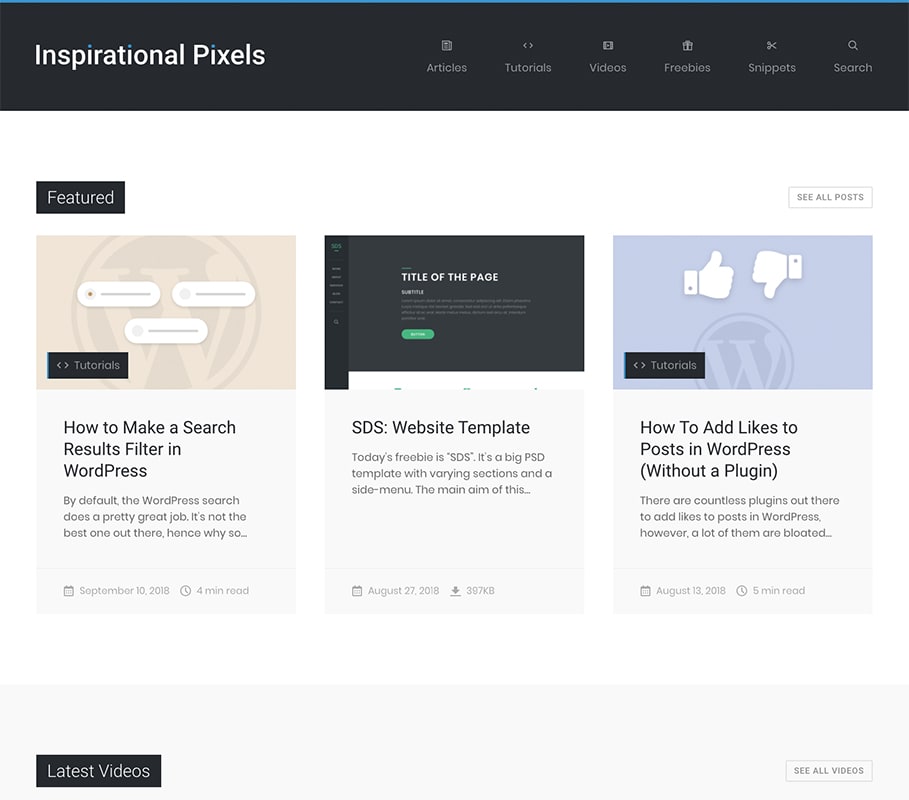 Inspirational Pixels
Articles
Tutorials
Videos
Freebies
Snippets
Search
Featured
SEE ALL POSTS
Tutorials
How to Make a Search
Results Filter in
WordPress
By default, the WordPress search
does a pretty great job. It's not the
best one out there, hence why so...
September 10, 2018
4 min read
SDS
TITLE OF THE PAGE
SUBTITLE
BUTTON
SDS: Website Template
Today's freebie is "SDS". It's a big PSD
template with varying sections and a
side-menu. The main aim of this...
August 27, 2018
397KB
Tutorials
How To Add Likes to
Posts in WordPress
(Without a Plugin)
There are countless plugins out there
to add likes to posts in WordPress,
however, a lot of them are bloated...
August 13, 2018
5 min read
Latest Videos
SEE ALL VIDEOS